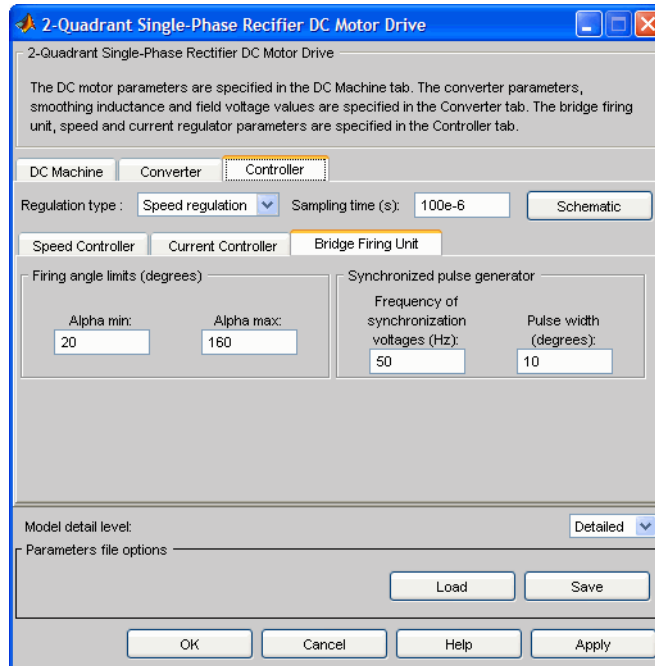 2-Quadrant Single-Phase Rectifier DC Motor Drive
2-Quadrant Single-Phase Rectifier DC Motor Drive
The DC motor parameters are specified in the DC Machine tab. The converter parameters,
smoothing inductance and field voltage values are specified in the Converter tab. The bridge firing
unit, speed and current regulator parameters are specified in the Controller tab.
DC Machine Converter Controller
Regulation type : Speed regulation Sampling time (s): 100e-6 Schematic
Speed Controller Current Controller Bridge Firing Unit
Firing angle limits (degrees)
Alpha min: Alpha max:
20 160
Synchronized pulse generator
Frequency of
synchronization
voltages (Hz):
50
Pulse width
(degrees):
10
Model detail level: Detailed
Parameters file options
Load Save
OK Cancel Help Apply